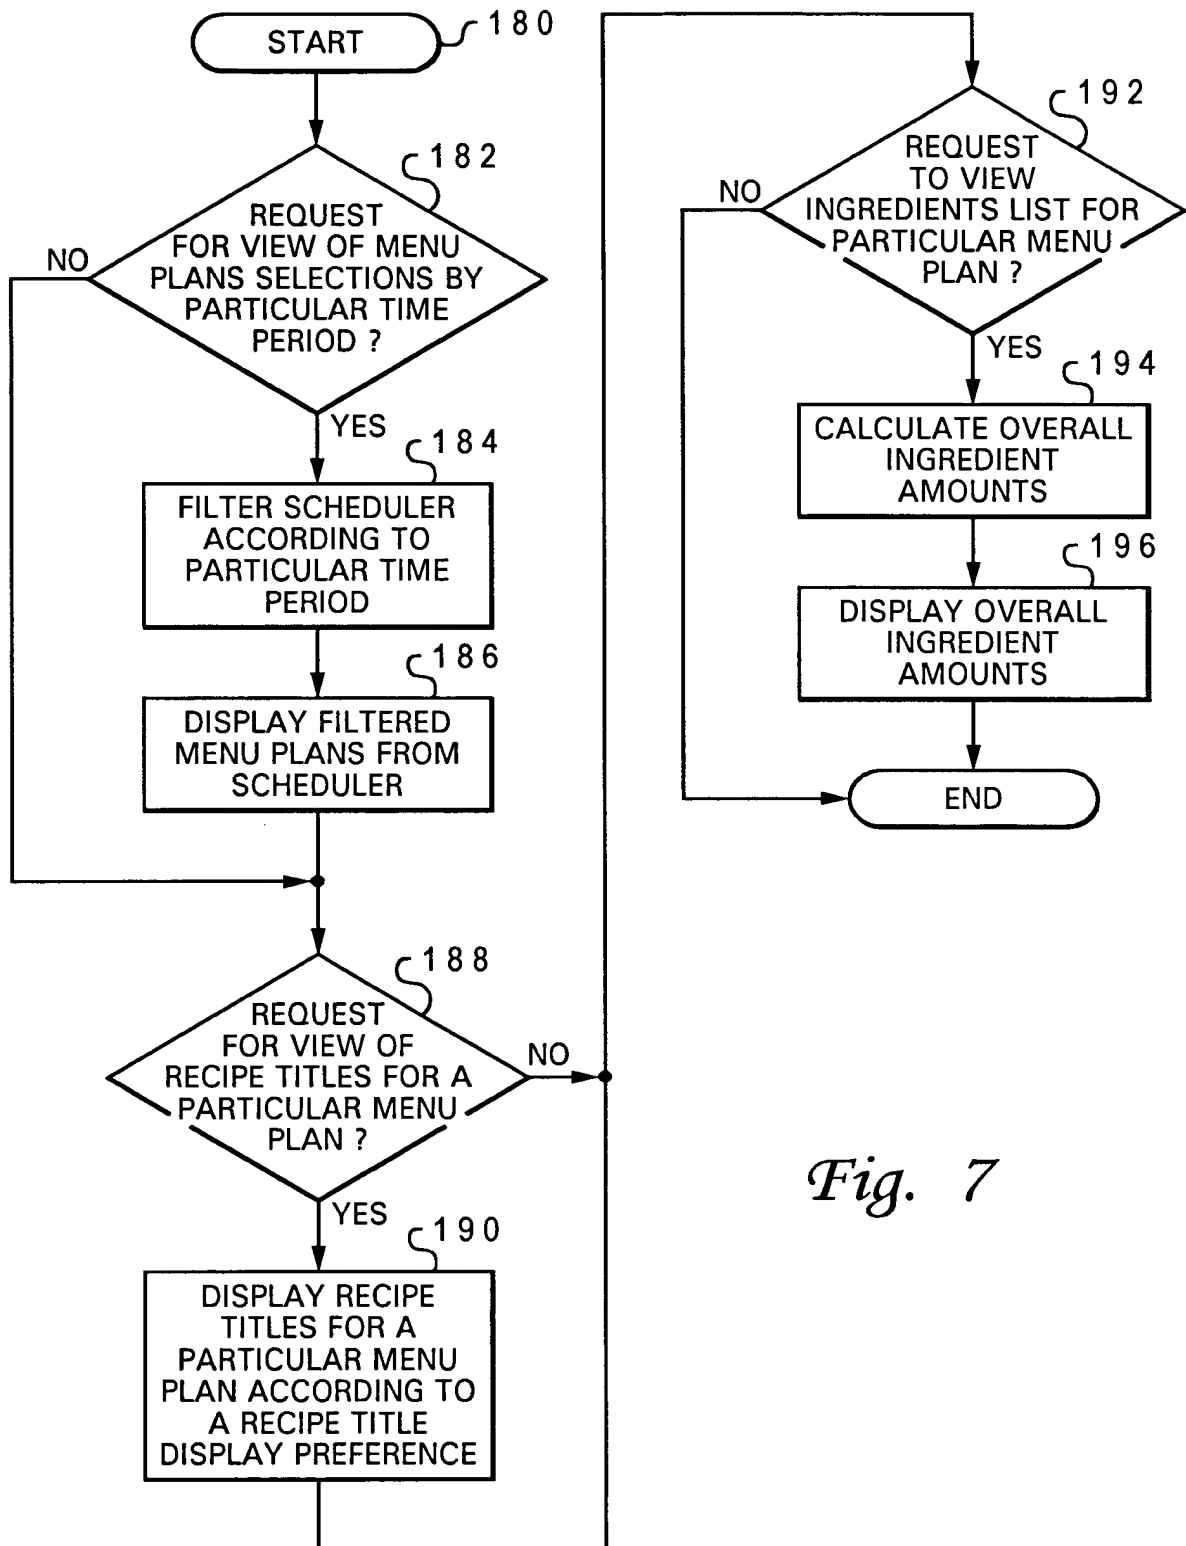 START
180
182
REQUEST
FOR VIEW OF MENU
PLANS SELECTIONS BY
PARTICULAR TIME
PERIOD ?
NO
YES
184
FILTER SCHEDULER
ACCORDING TO
PARTICULAR TIME
PERIOD
186
DISPLAY FILTERED
MENU PLANS FROM
SCHEDULER
188
REQUEST
FOR VIEW OF
RECIPE TITLES FOR A
PARTICULAR MENU
PLAN ?
NO
YES
190
DISPLAY RECIPE
TITLES FOR A
PARTICULAR MENU
PLAN ACCORDING TO
A RECIPE TITLE
DISPLAY PREFERENCE
192
REQUEST
TO VIEW
INGREDIENTS LIST FOR
PARTICULAR MENU
PLAN ?
NO
YES
194
CALCULATE OVERALL
INGREDIENT
AMOUNTS
196
DISPLAY OVERALL
INGREDIENT
AMOUNTS
END
Fig. 7